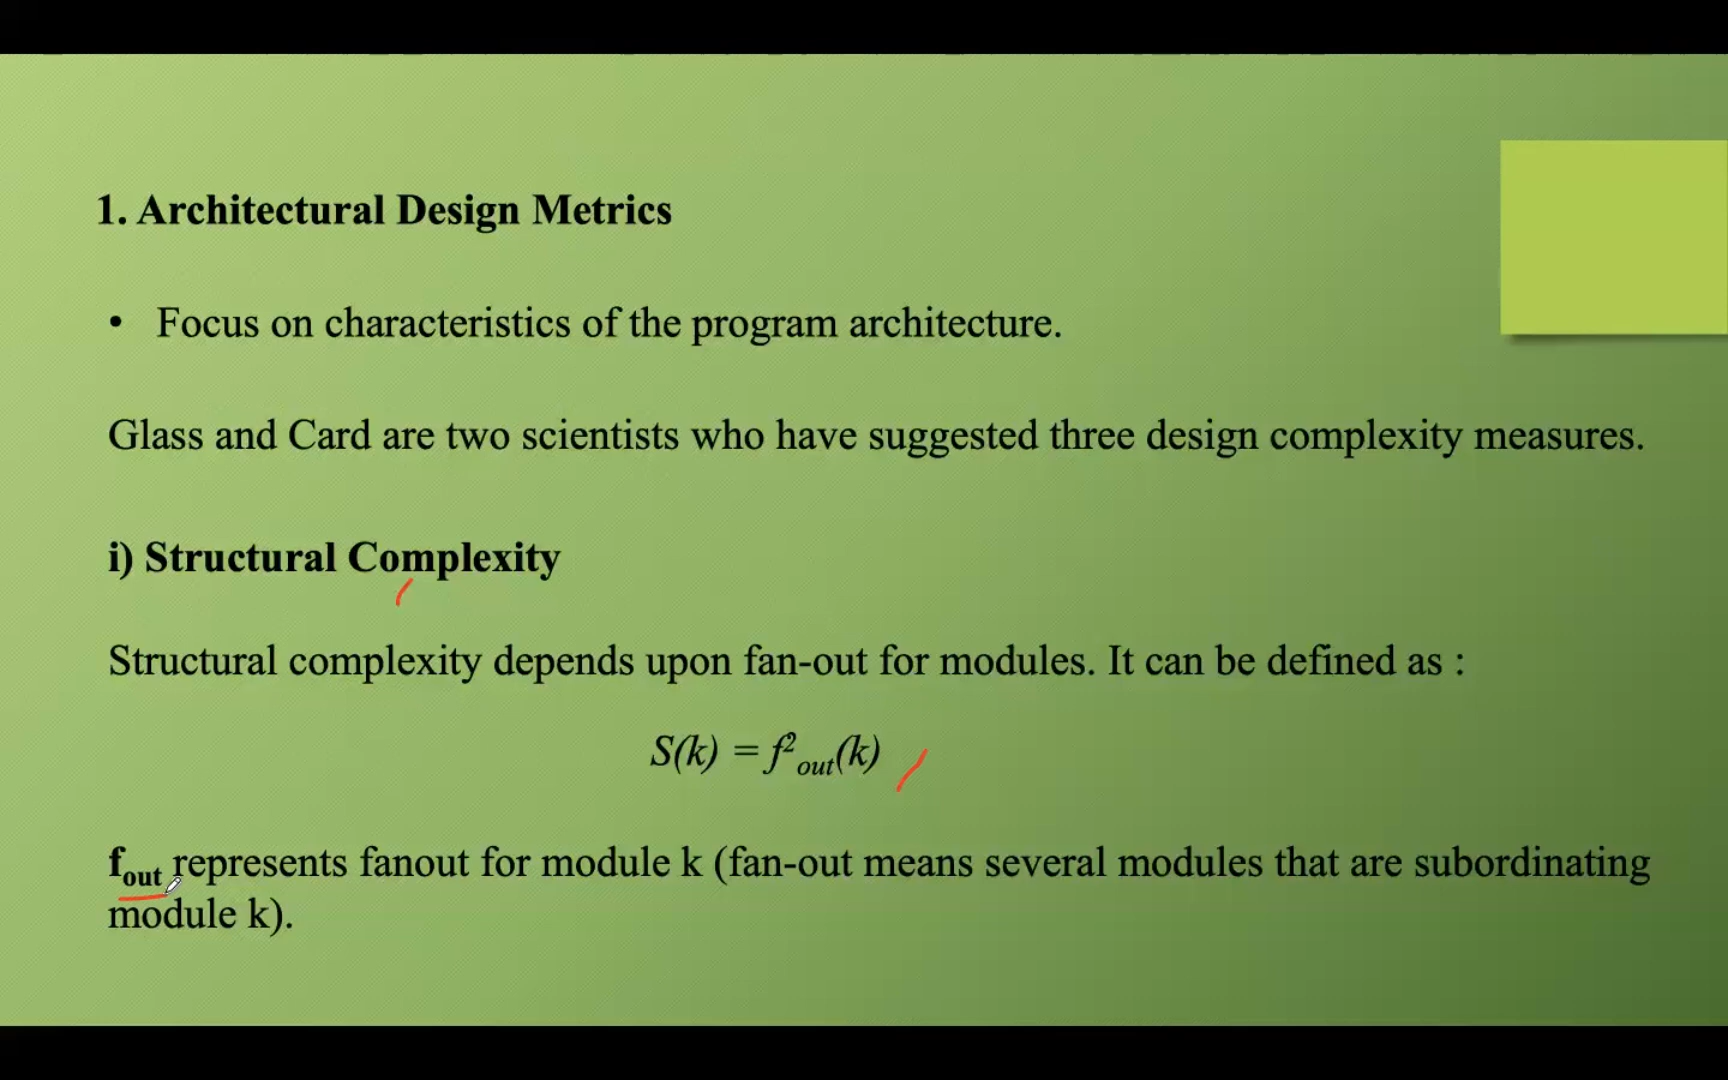 1. Architectural Design Metrics
• Focus on characteristics of the program architecture.
Glass and Card are two scientists who have suggested three design complexity measures.
i) Structural Complexity
Structural complexity depends upon fan-out for modules. It can be defined as :
S(k) = f²out(k)
fout represents fanout for module k (fan-out means several modules that are subordinating
module k).